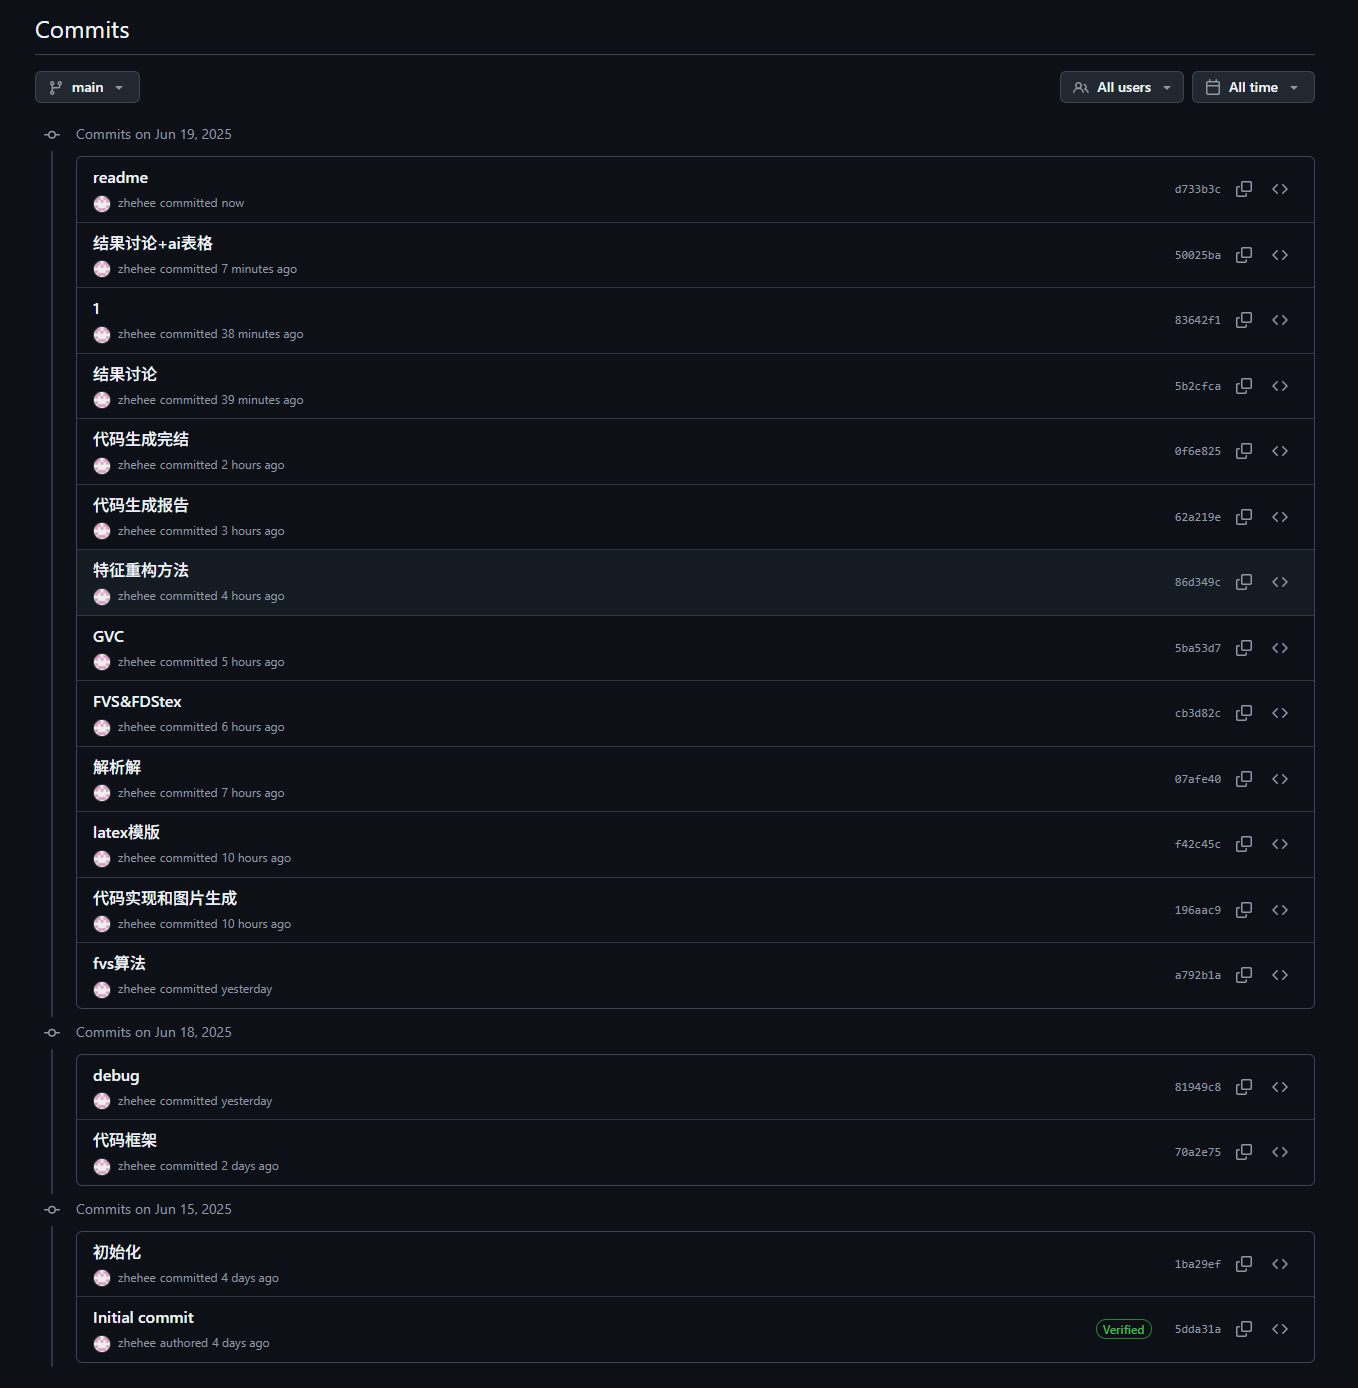 Commits
main
All users
All time
Commits on Jun 19, 2025
readme
zhehee committed now
d733b3c
结果讨论+ai表格
zhehee committed 7 minutes ago
50025ba
1
zhehee committed 38 minutes ago
83642f1
结果讨论
zhehee committed 39 minutes ago
5b2cfca
代码生成完结
zhehee committed 2 hours ago
0f6e825
代码生成报告
zhehee committed 3 hours ago
62a219e
特征重构方法
zhehee committed 4 hours ago
86d349c
GVC
zhehee committed 5 hours ago
5ba53d7
FVS&FDStex
zhehee committed 6 hours ago
cb3d82c
解析解
zhehee committed 7 hours ago
07afe40
latex模版
zhehee committed 10 hours ago
f42c45c
代码实现和图片生成
zhehee committed 10 hours ago
196aac9
fvs算法
zhehee committed yesterday
a792b1a
Commits on Jun 18, 2025
debug
zhehee committed yesterday
81949c8
代码框架
zhehee committed 2 days ago
70a2e75
Commits on Jun 15, 2025
初始化
zhehee committed 4 days ago
1ba29ef
Initial commit
zhehee authored 4 days ago
Verified
5dda31a